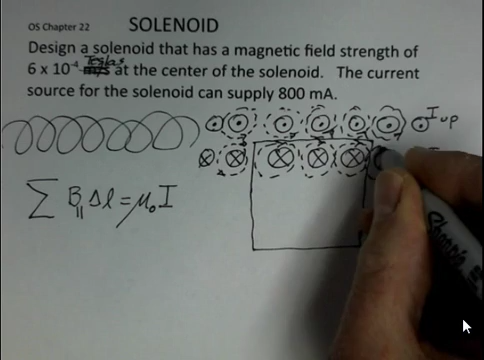 OS Chapter 22 SOLENOID
Design a solenoid that has a magnetic field strength of
Teslas
6 x 10⁻⁴ m/s at the center of the solenoid. The current
source for the solenoid can supply 800 mA.
I up
I
∑ B∥ Δl = μ₀ I
Sharpie